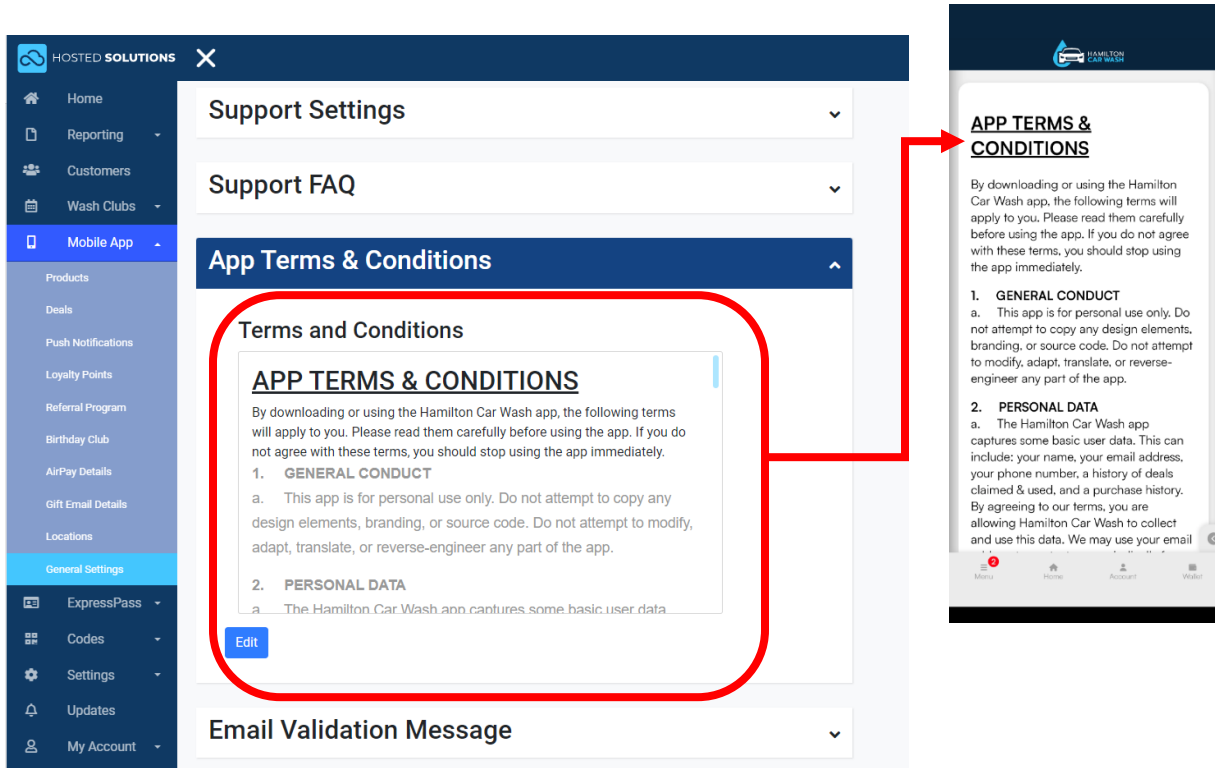 HOSTED SOLUTIONS
Home
Reporting
Customers
Wash Clubs
Mobile App
Products
Deals
Push Notifications
Loyalty Points
Referral Program
Birthday Club
AirPay Details
Gift Email Details
Locations
General Settings
ExpressPass
Codes
Settings
Updates
My Account
Support Settings
Support FAQ
App Terms & Conditions
Terms and Conditions
APP TERMS & CONDITIONS
By downloading or using the Hamilton Car Wash app, the following terms
will apply to you. Please read them carefully before using the app. If you do
not agree with these terms, you should stop using the app immediately.
1. GENERAL CONDUCT
a. This app is for personal use only. Do not attempt to copy any
design elements, branding, or source code. Do not attempt to modify,
adapt, translate, or reverse-engineer any part of the app.
2. PERSONAL DATA
a. The Hamilton Car Wash app captures some basic user data
Edit
Email Validation Message
HAMILTON
CAR WASH
APP TERMS &
CONDITIONS
By downloading or using the Hamilton
Car Wash app, the following terms will
apply to you. Please read them carefully
before using the app. If you do not agree
with these terms, you should stop using
the app immediately.
1. GENERAL CONDUCT
a. This app is for personal use only. Do
not attempt to copy any design elements,
branding, or source code. Do not attempt
to modify, adapt, translate, or reverse-
engineer any part of the app.
2. PERSONAL DATA
a. The Hamilton Car Wash app
captures some basic user data. This can
include: your name, your email address,
your phone number, a history of deals
claimed & used, and a purchase history.
By agreeing to our terms, you are
allowing Hamilton Car Wash to collect
and use this data. We may use your email
2
Menu
Home
Account
Wallet